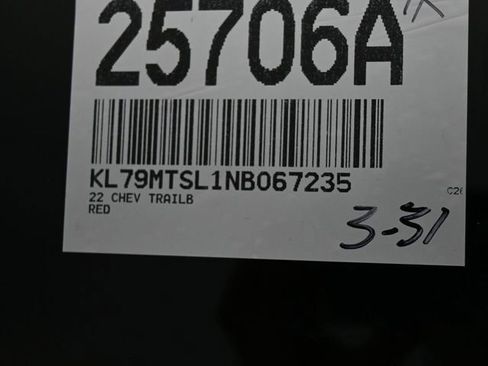 25706A
KL79MTSL1NB067235
22 CHEV TRAILB
RED
3-31